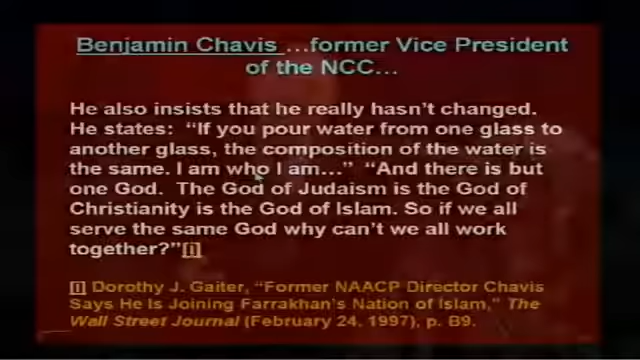 Benjamin Chavis …former Vice President
of the NCC…
He also insists that he really hasn't changed.
He states: “If you pour water from one glass to
another glass, the composition of the water is
the same. I am who I am…” “And there is but
one God. The God of Judaism is the God of
Christianity is the God of Islam. So if we all
serve the same God why can't we all work
together?”[i]
[i] Dorothy J. Gaiter, “Former NAACP Director Chavis
Says He Is Joining Farrakhan's Nation of Islam,” The
Wall Street Journal (February 24, 1997), p. B9.